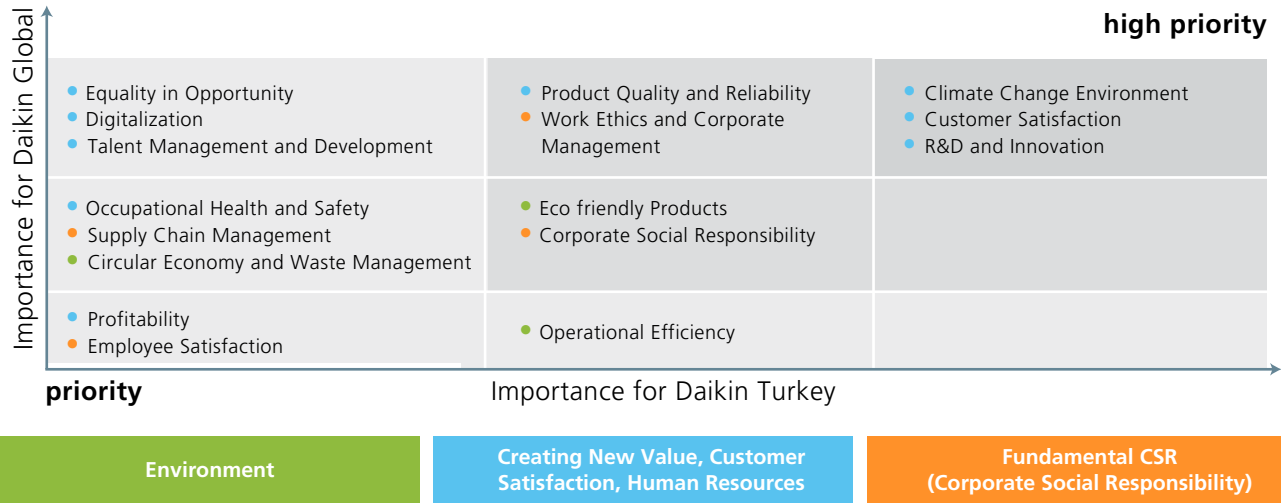 Importance for Daikin Global
high priority
• Equality in Opportunity
• Digitalization
• Talent Management and Development
• Product Quality and Reliability
• Work Ethics and Corporate
Management
• Climate Change Environment
• Customer Satisfaction
• R&D and Innovation
• Occupational Health and Safety
• Supply Chain Management
• Circular Economy and Waste Management
• Eco friendly Products
• Corporate Social Responsibility
• Profitability
• Employee Satisfaction
• Operational Efficiency
priority
Importance for Daikin Turkey
Environment
Creating New Value, Customer
Satisfaction, Human Resources
Fundamental CSR
(Corporate Social Responsibility)